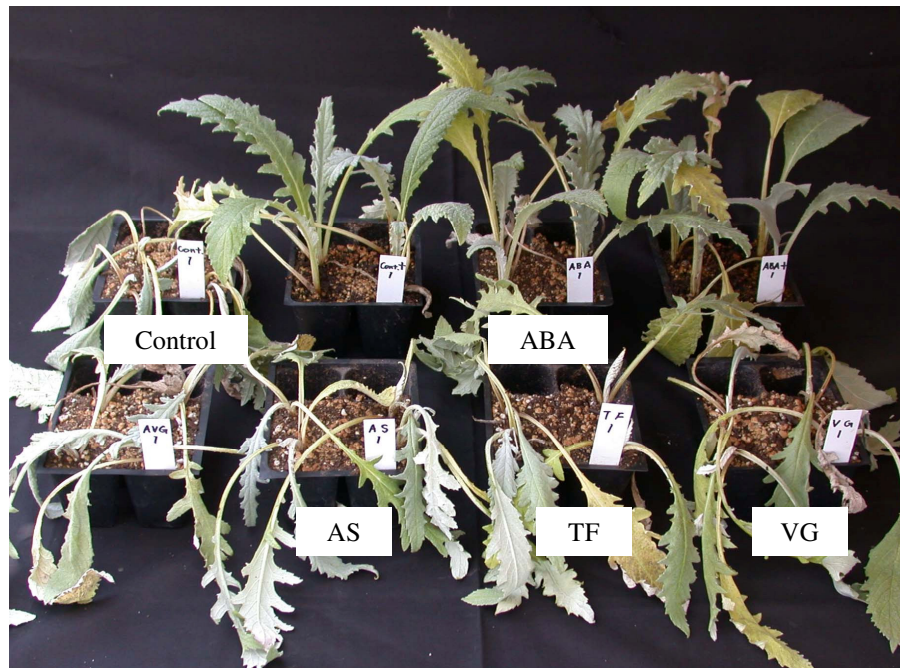 Cont.
1
Cont.+
1
ABA
1
ABA+
1
Control
ABA
AVG
1
AS
1
TF
1
VG
1
AS
TF
VG